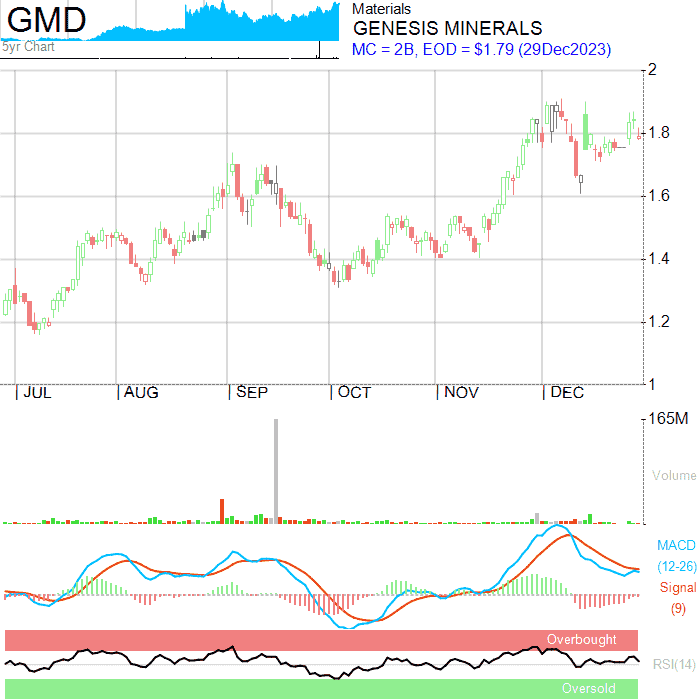 GMD
5yr Chart
Materials
GENESIS MINERALS
MC = 2B, EOD = $1.79 (29Dec2023)
2
1.8
1.6
1.4
1.2
1
JUL AUG SEP OCT NOV DEC
165M
Volume
MACD
(12-26)
Signal
(9)
Overbought
RSI(14)
Oversold